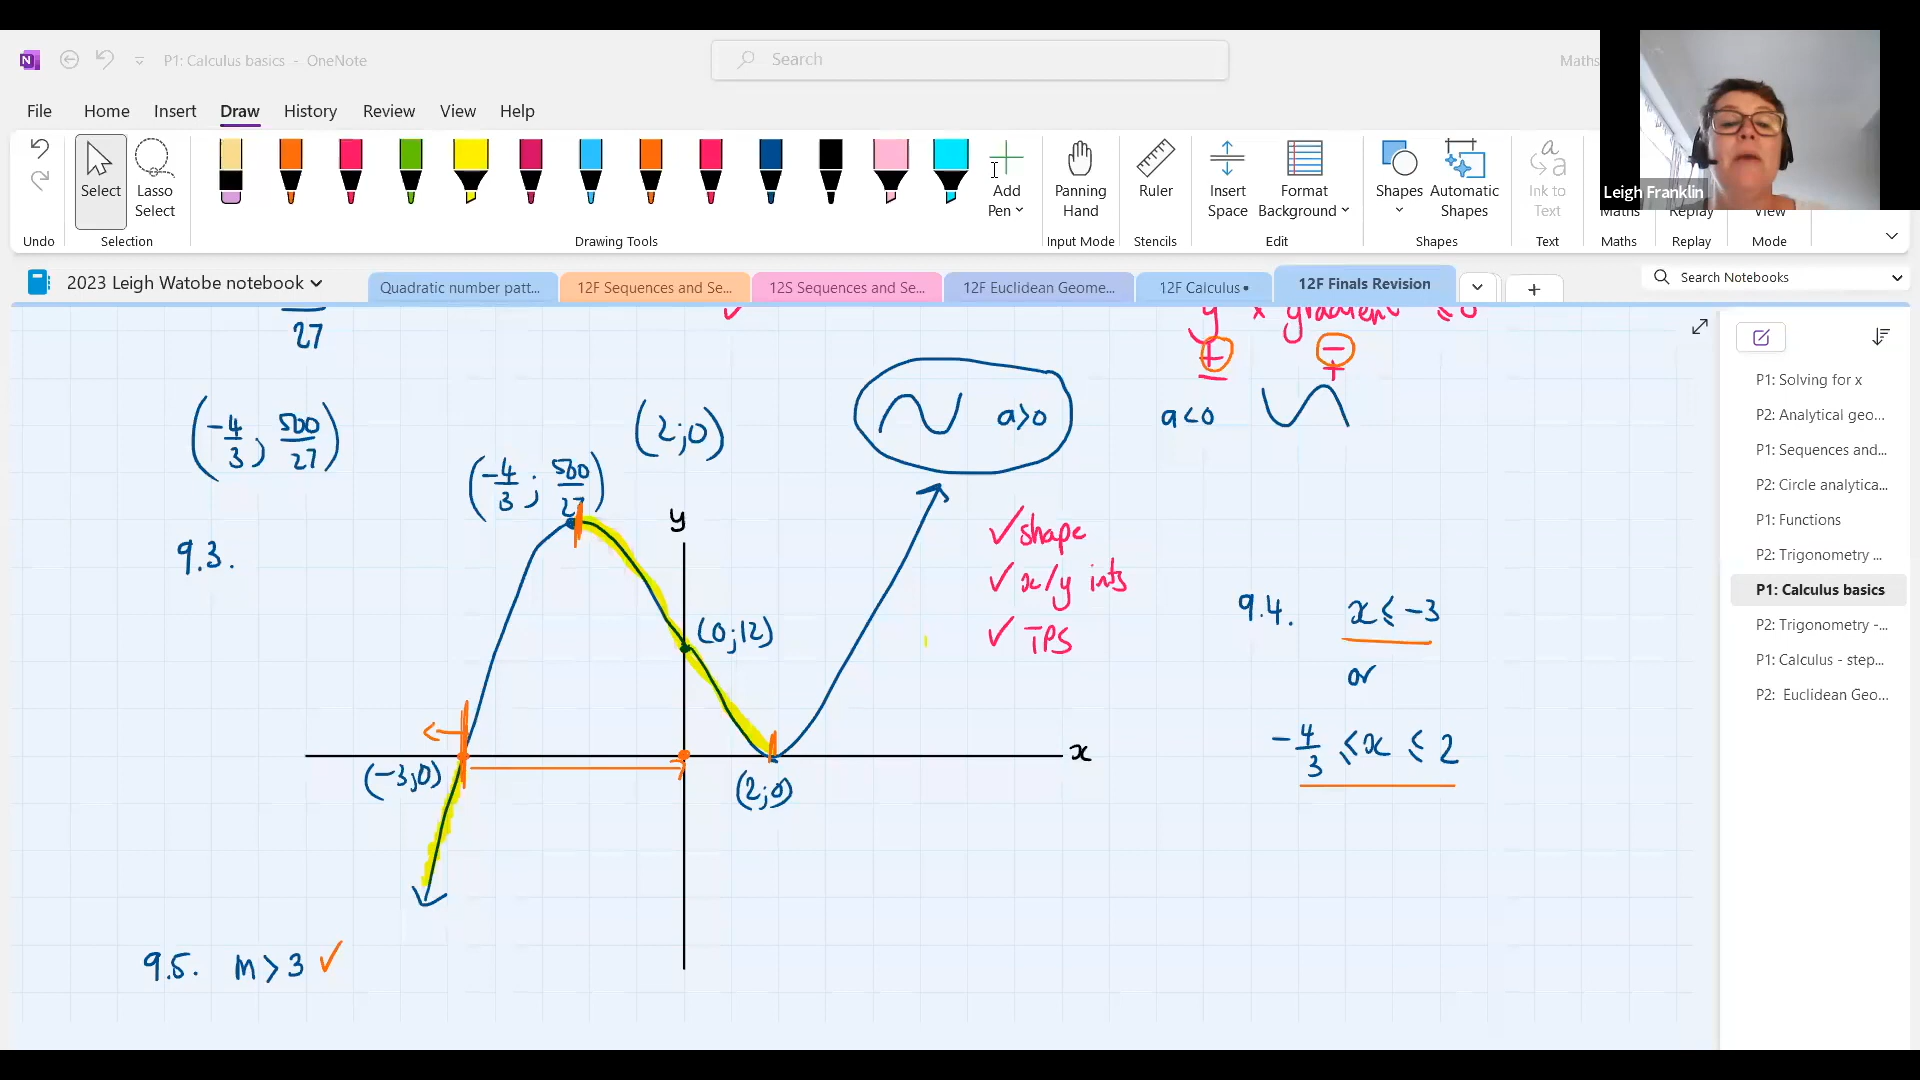 P1: Calculus basics - OneNote
Search
Maths
File Home Insert Draw History Review View Help
Select
Lasso Select
Add Pen
Panning Hand
Ruler
Insert Space
Format Background
Shapes
Automatic Shapes
Ink to Text
Leigh Franklin
Maths
Replay
View
Undo Selection Drawing Tools Input Mode Stencils Edit Shapes Text Maths Replay Mode
2023 Leigh Watobe notebook
Quadratic number patt...
12F Sequences and Se...
12S Sequences and Se...
12F Euclidean Geome...
12F Calculus
12F Finals Revision
+
Search Notebooks
27
y x gradient ≤0
+ −
+
(-4/3; 500/27)
(2;0)
a>0
a<0
(-4/3; 500/27)
y
✓shape
✓x/y ints
✓TPS
9.3.
(0;12)
9.4. x ≤ -3
or
-4/3 ≤ x ≤ 2
x
(-3;0)
(2;0)
9.5. m > 3 ✓
P1: Solving for x
P2: Analytical geo...
P1: Sequences and...
P2: Circle analytica...
P1: Functions
P2: Trigonometry ...
P1: Calculus basics
P2: Trigonometry -...
P1: Calculus - step...
P2: Euclidean Geo...